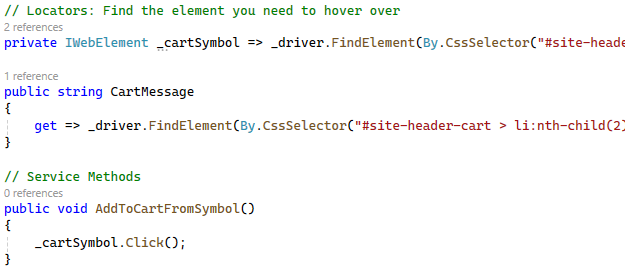 // Locators: Find the element you need to hover over
2 references
private IWebElement _cartSymbol => _driver.FindElement(By.CssSelector("#site-heade
1 reference
public string CartMessage
{
get => _driver.FindElement(By.CssSelector("#site-header-cart > li:nth-child(2)
}
// Service Methods
0 references
public void AddToCartFromSymbol()
{
_cartSymbol.Click();
}